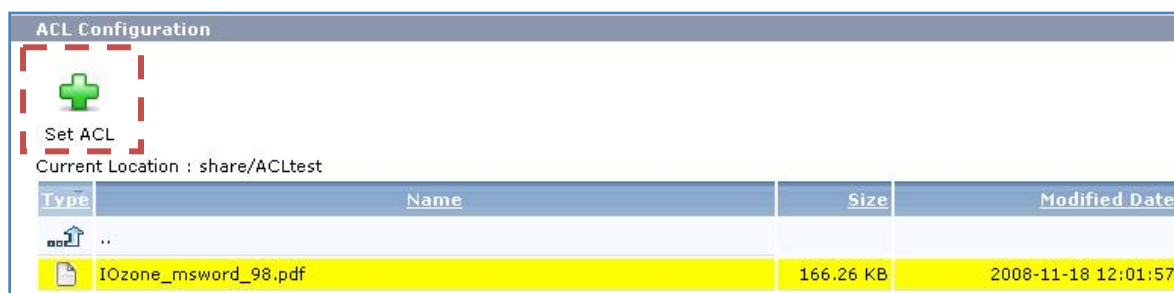 ACL Configuration
Set ACL
Current Location : share/ACLtest
Type Name Size Modified Date
..
IOzone_msword_98.pdf 166.26 KB 2008-11-18 12:01:57